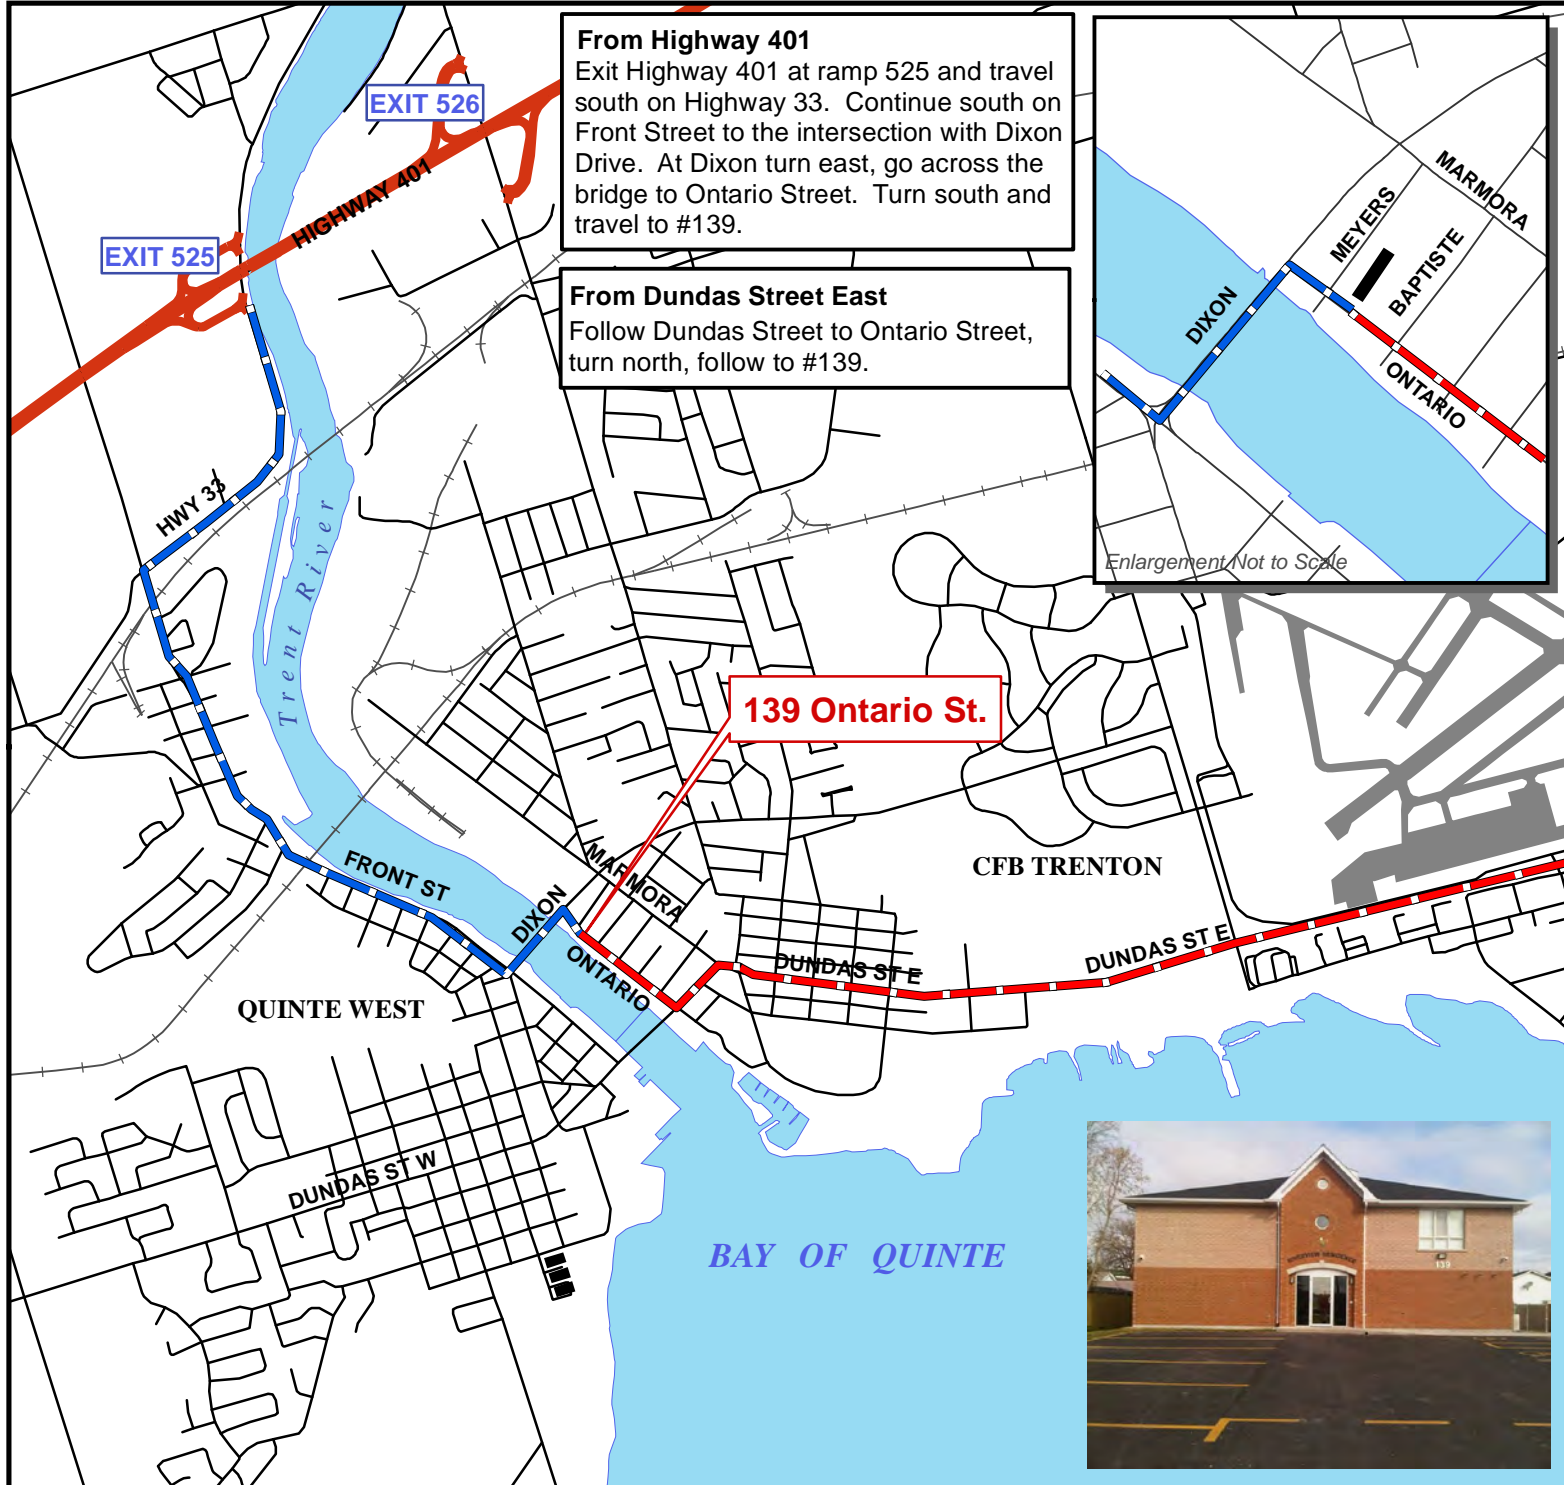 From Highway 401
Exit Highway 401 at ramp 525 and travel
south on Highway 33.  Continue south on
Front Street to the intersection with Dixon
Drive.  At Dixon turn east, go across the
bridge to Ontario Street.  Turn south and
travel to #139.
From Dundas Street East
Follow Dundas Street to Ontario Street,
turn north, follow to #139.
EXIT 526
HIGHWAY 401
EXIT 525
MARMORA
MEYERS
BAPTISTE
DIXON
ONTARIO
Enlargement Not to Scale
HWY 33
Trent River
139 Ontario St.
FRONT ST
MARMORA
DIXON
ONTARIO
CFB TRENTON
DUNDAS ST E
DUNDAS ST E
QUINTE WEST
DUNDAS ST W
BAY OF QUINTE
139